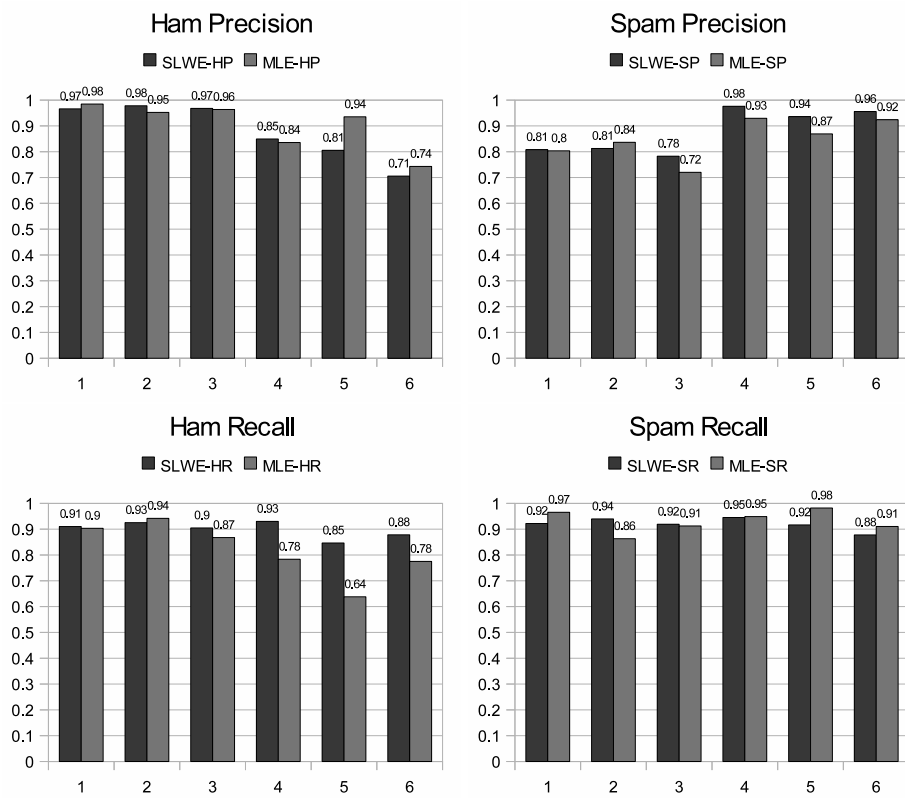 Ham Precision
SLWE-HP MLE-HP
0.97 0.98 0.98 0.95 0.97 0.96 0.85 0.84 0.81 0.94 0.71 0.74
1
0.9
0.8
0.7
0.6
0.5
0.4
0.3
0.2
0.1
0
1 2 3 4 5 6
Spam Precision
SLWE-SP MLE-SP
0.81 0.8 0.81 0.84 0.78 0.72 0.98 0.93 0.94 0.87 0.96 0.92
1
0.9
0.8
0.7
0.6
0.5
0.4
0.3
0.2
0.1
0
1 2 3 4 5 6
Ham Recall
SLWE-HR MLE-HR
0.91 0.9 0.93 0.94 0.9 0.87 0.93 0.78 0.85 0.64 0.88 0.78
1
0.9
0.8
0.7
0.6
0.5
0.4
0.3
0.2
0.1
0
1 2 3 4 5 6
Spam Recall
SLWE-SR MLE-SR
0.92 0.97 0.94 0.86 0.92 0.91 0.95 0.95 0.92 0.98 0.88 0.91
1
0.9
0.8
0.7
0.6
0.5
0.4
0.3
0.2
0.1
0
1 2 3 4 5 6